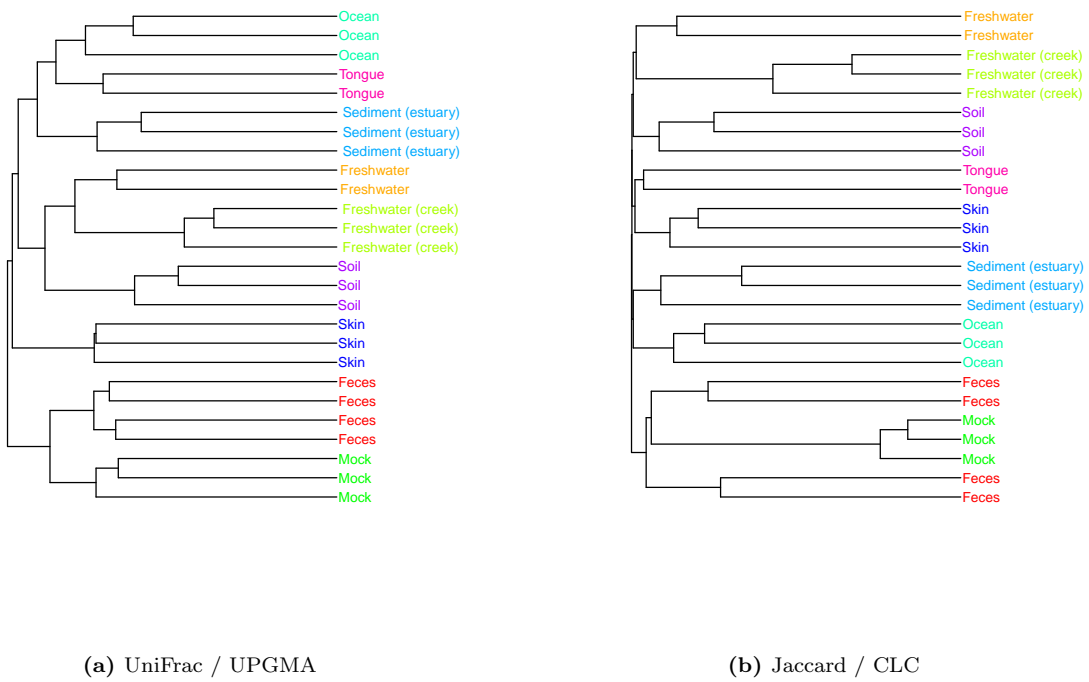 Ocean
Ocean
Ocean
Tongue
Tongue
Sediment (estuary)
Sediment (estuary)
Sediment (estuary)
Freshwater
Freshwater
Freshwater (creek)
Freshwater (creek)
Freshwater (creek)
Soil
Soil
Soil
Skin
Skin
Skin
Feces
Feces
Feces
Feces
Mock
Mock
Mock
(a) UniFrac / UPGMA
Freshwater
Freshwater
Freshwater (creek)
Freshwater (creek)
Freshwater (creek)
Soil
Soil
Soil
Tongue
Tongue
Skin
Skin
Skin
Sediment (estuary)
Sediment (estuary)
Sediment (estuary)
Ocean
Ocean
Ocean
Feces
Feces
Mock
Mock
Mock
Feces
Feces
(b) Jaccard / CLC